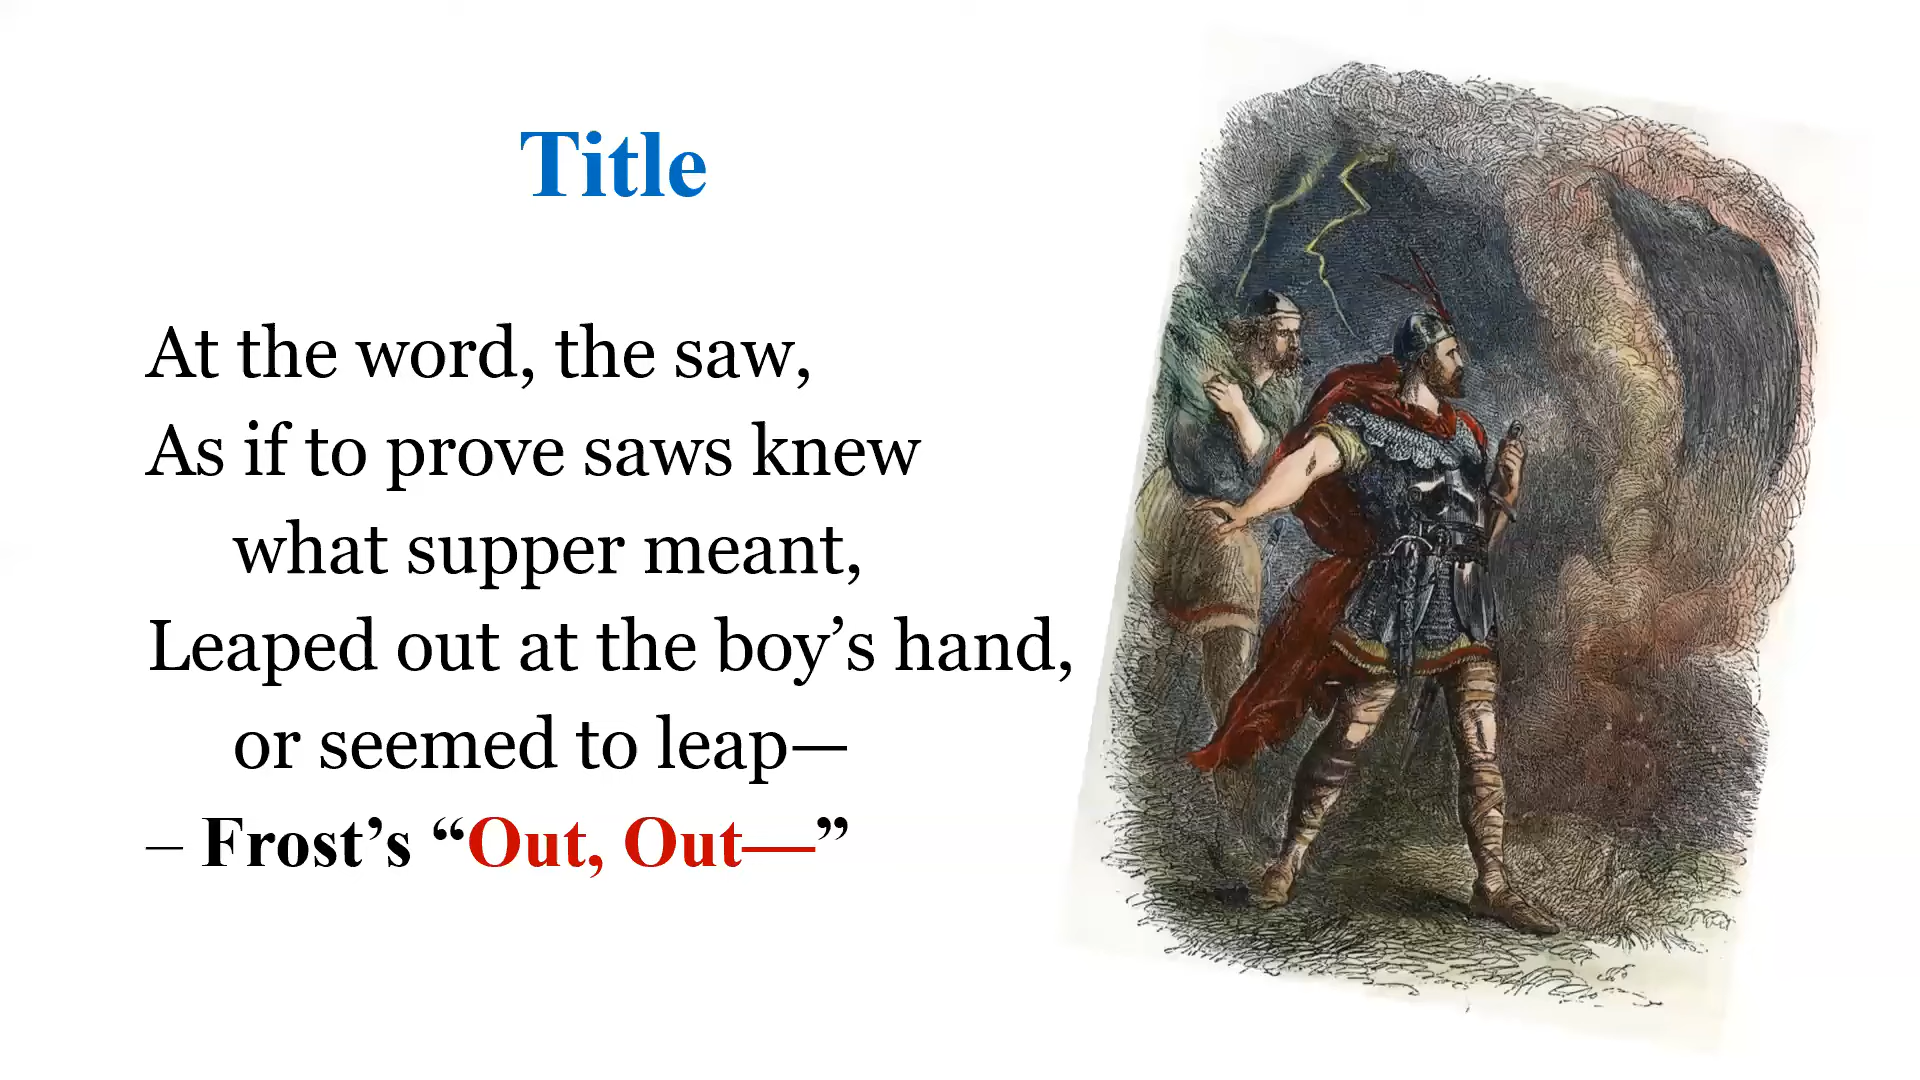 Title
At the word, the saw,
As if to prove saws knew
what supper meant,
Leaped out at the boy’s hand,
or seemed to leap—
– Frost’s “Out, Out—”